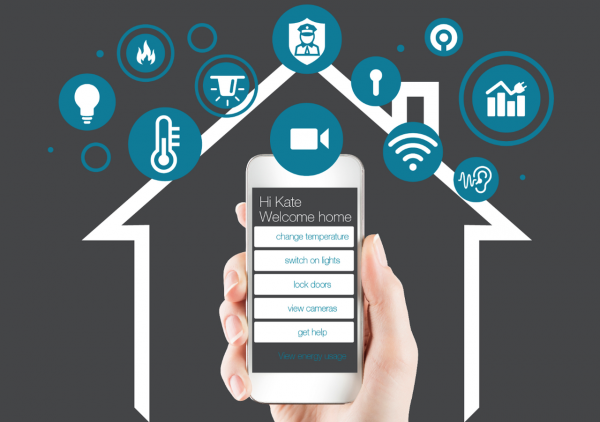 Hi Kate
Welcome home
change temperature
switch on lights
lock doors
view cameras
get help
View energy usage